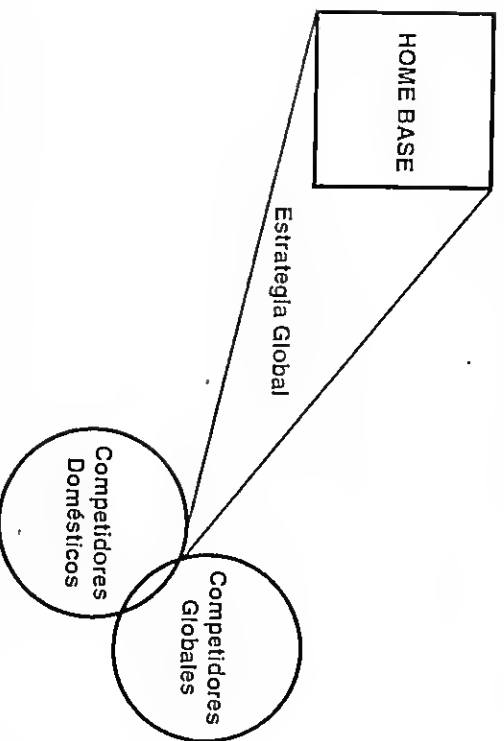 HOME BASE
Estrategia Global
Competidores
Globales
Competidores
Domésticos